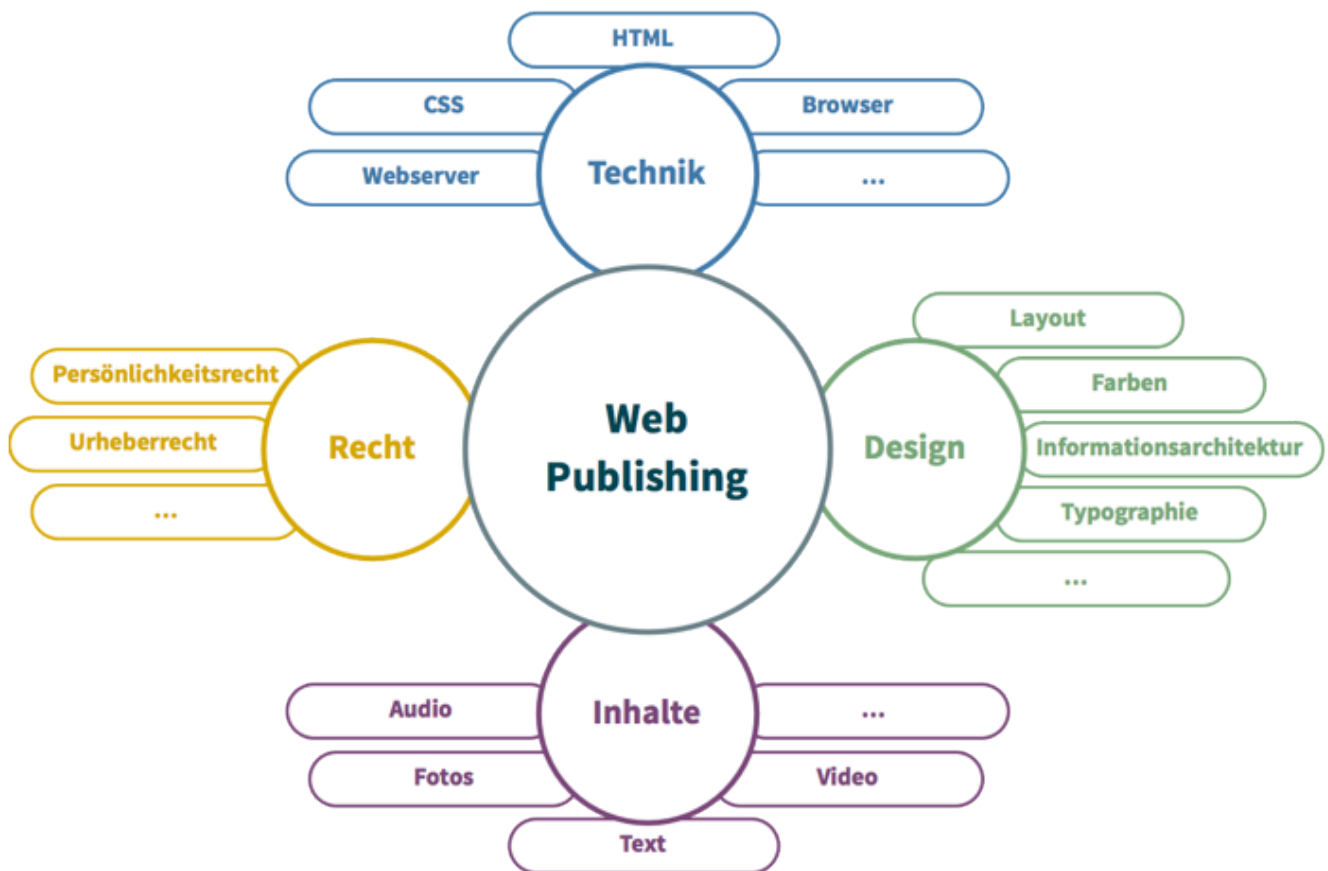 HTML
CSS
Browser
Webserver
Technik
...
Layout
Persönlichkeitsrecht
Farben
Urheberrecht
Recht
Web
Publishing
Design
Informationsarchitektur
...
Typographie
...
Audio
Inhalte
...
Fotos
Video
Text